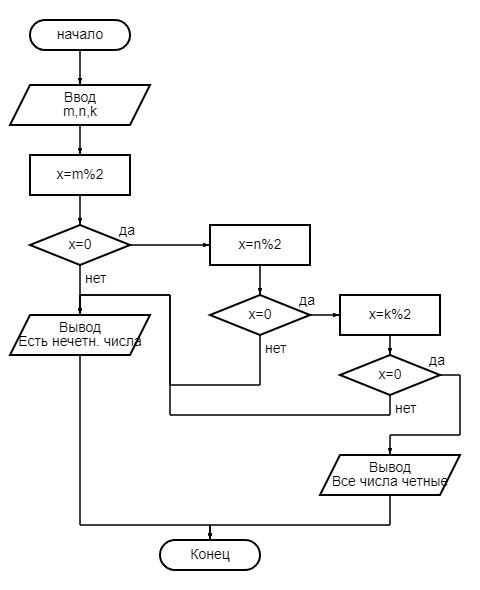 начало
Ввод
m,n,k
x=m%2
x=0
да
нет
x=n%2
x=0
да
нет
x=k%2
x=0
да
нет
Вывод
Есть нечетн. числа
Вывод
Все числа четные
Конец